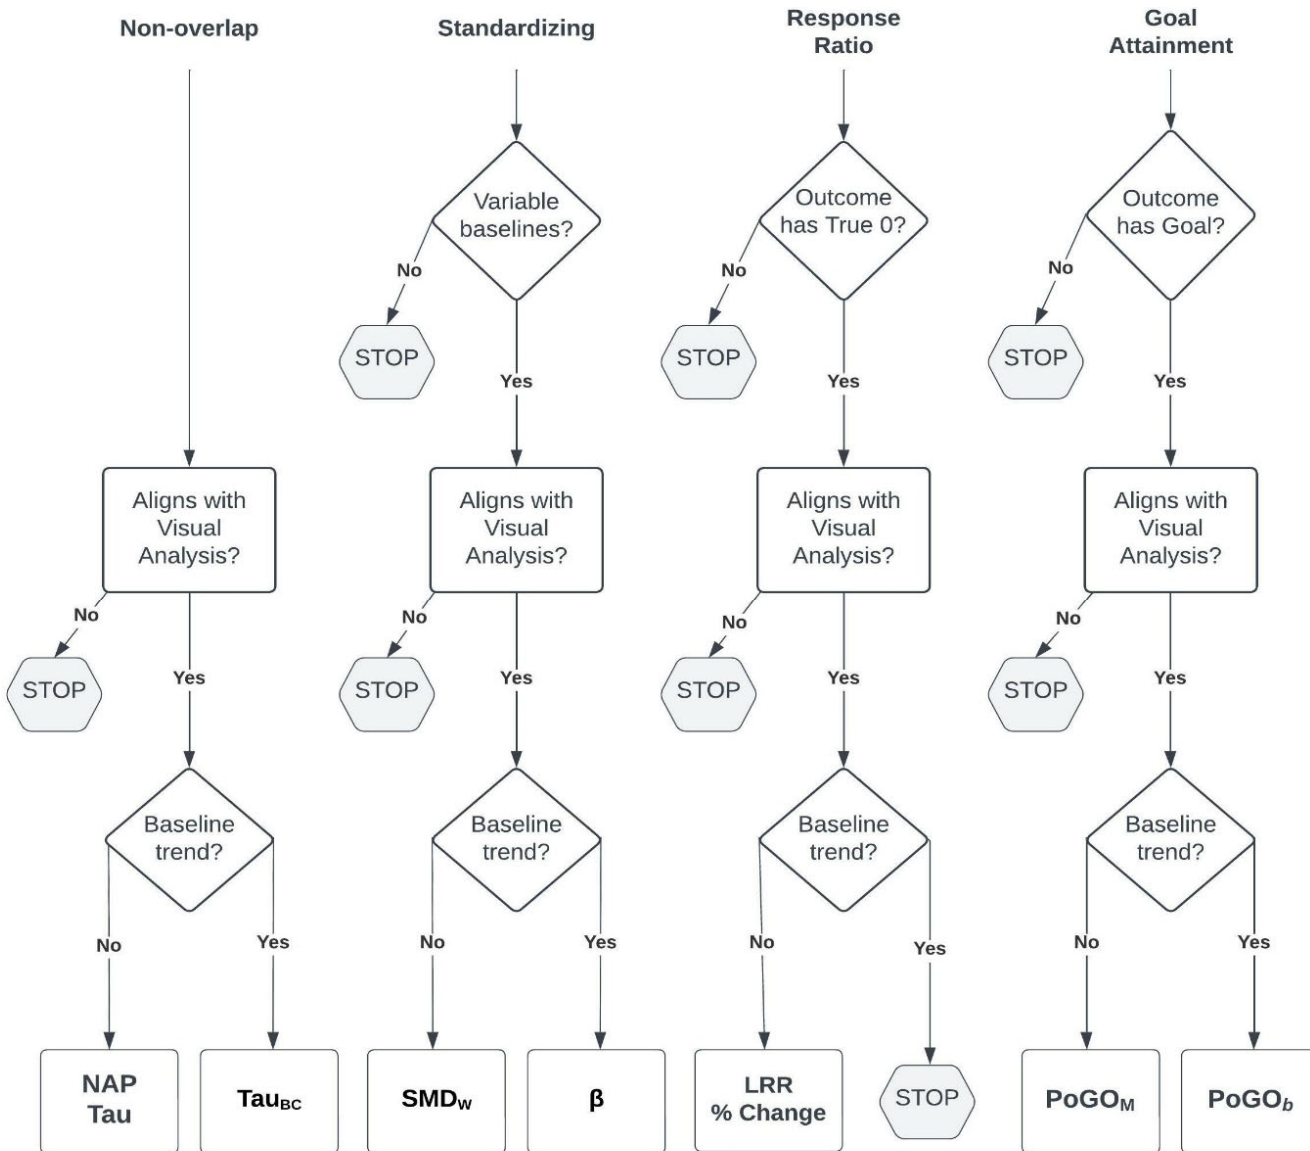 Non-overlap
Standardizing
Response
Ratio
Goal
Attainment
Variable
baselines?
Outcome
has True 0?
Outcome
has Goal?
No
No
No
STOP
STOP
STOP
Yes
Yes
Yes
Aligns with
Visual
Analysis?
Aligns with
Visual
Analysis?
Aligns with
Visual
Analysis?
Aligns with
Visual
Analysis?
No
No
No
No
STOP
Yes
STOP
Yes
STOP
Yes
STOP
Yes
Baseline
trend?
Baseline
trend?
Baseline
trend?
Baseline
trend?
No
Yes
No
Yes
No
Yes
No
Yes
NAP
Tau
TauBC
SMDW
β
LRR
% Change
STOP
PoGOM
PoGOb